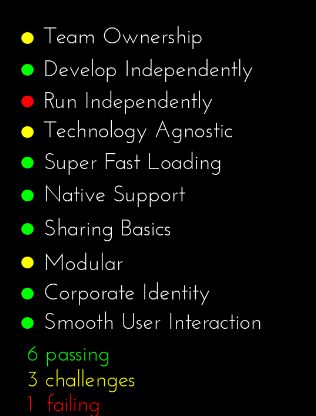 Team Ownership
Develop Independently
Run Independently
Technology Agnostic
Super Fast Loading
Native Support
Sharing Basics
Modular
Corporate Identity
Smooth User Interaction
6 passing
3 challenges
1 failing